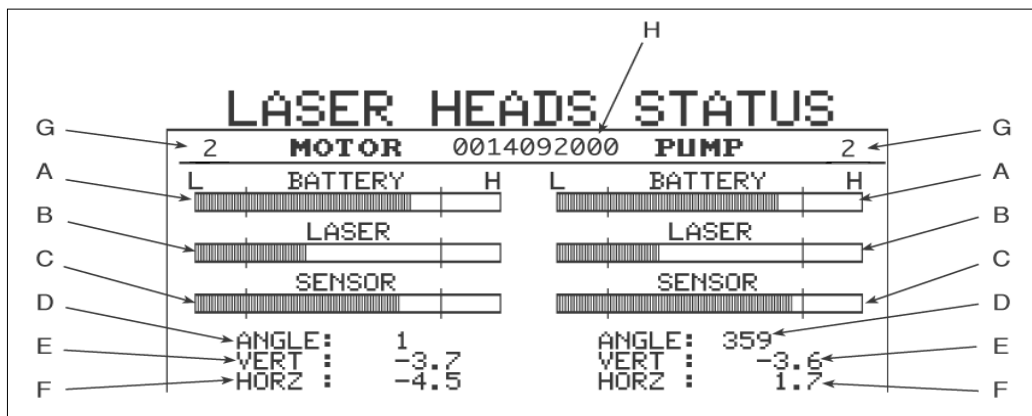 H
LASER HEADS STATUS
G 2 MOTOR 0014092000 PUMP 2 G
A L BATTERY H L BATTERY H A
B LASER LASER B
C SENSOR SENSOR C
D ANGLE: 1 ANGLE: 359 D
E VERT : -3.7 VERT : -3.6 E
F HORZ : -4.5 HORZ : 1.7 F